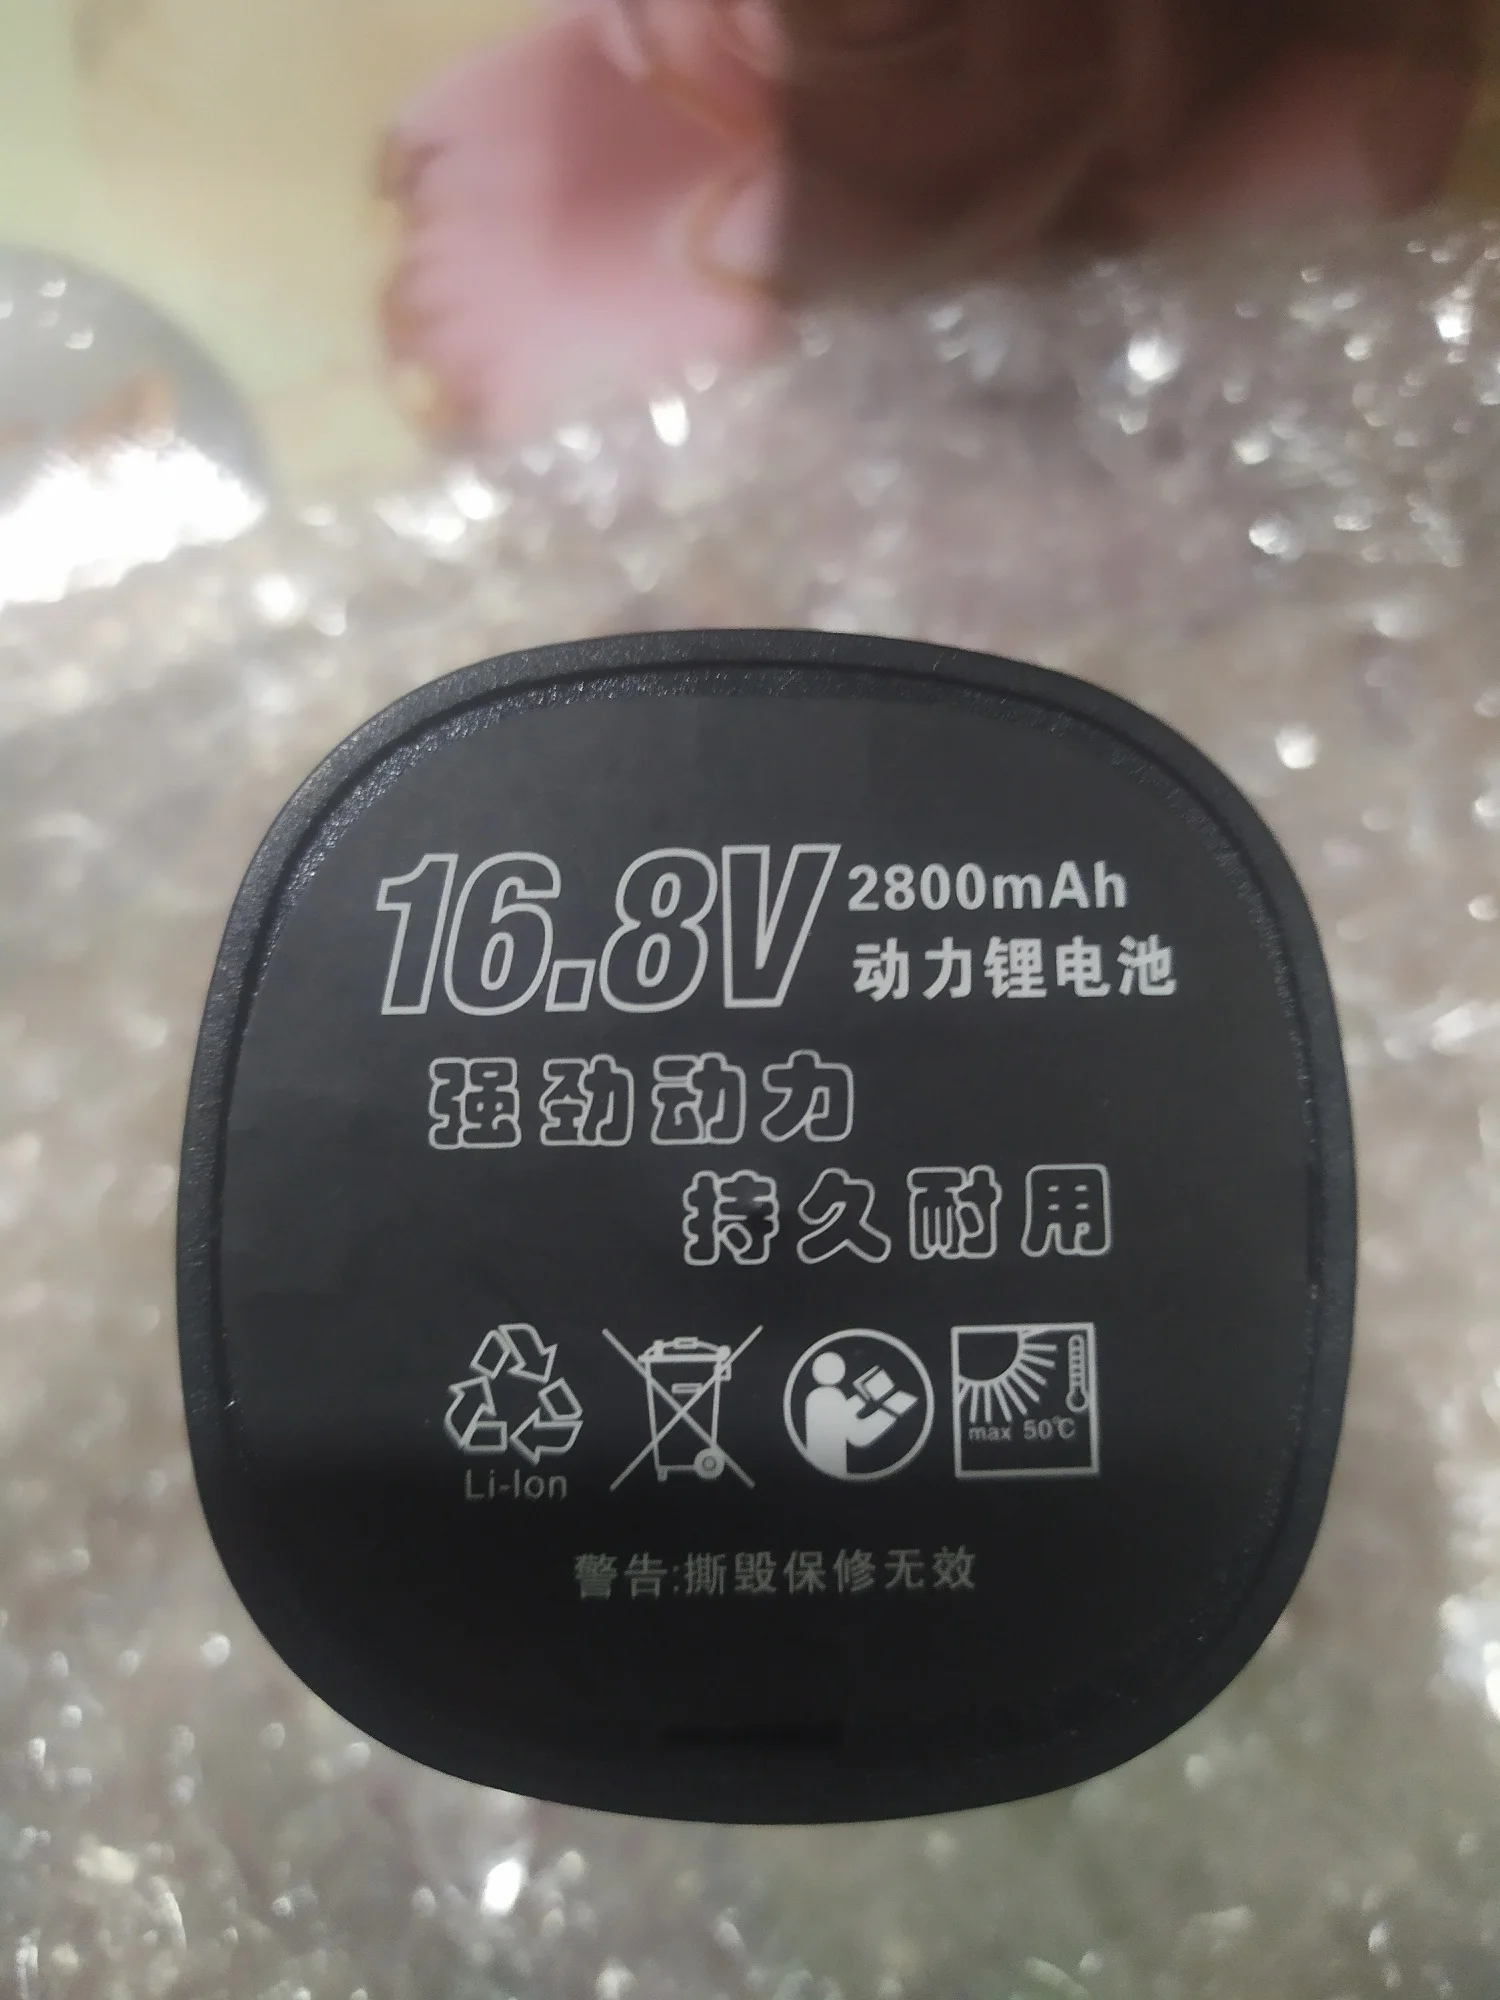 16.8V 2800mAh
动力锂电池
强劲动力
持久耐用
max 50℃
Li-Ion
警告:撕毁保修无效